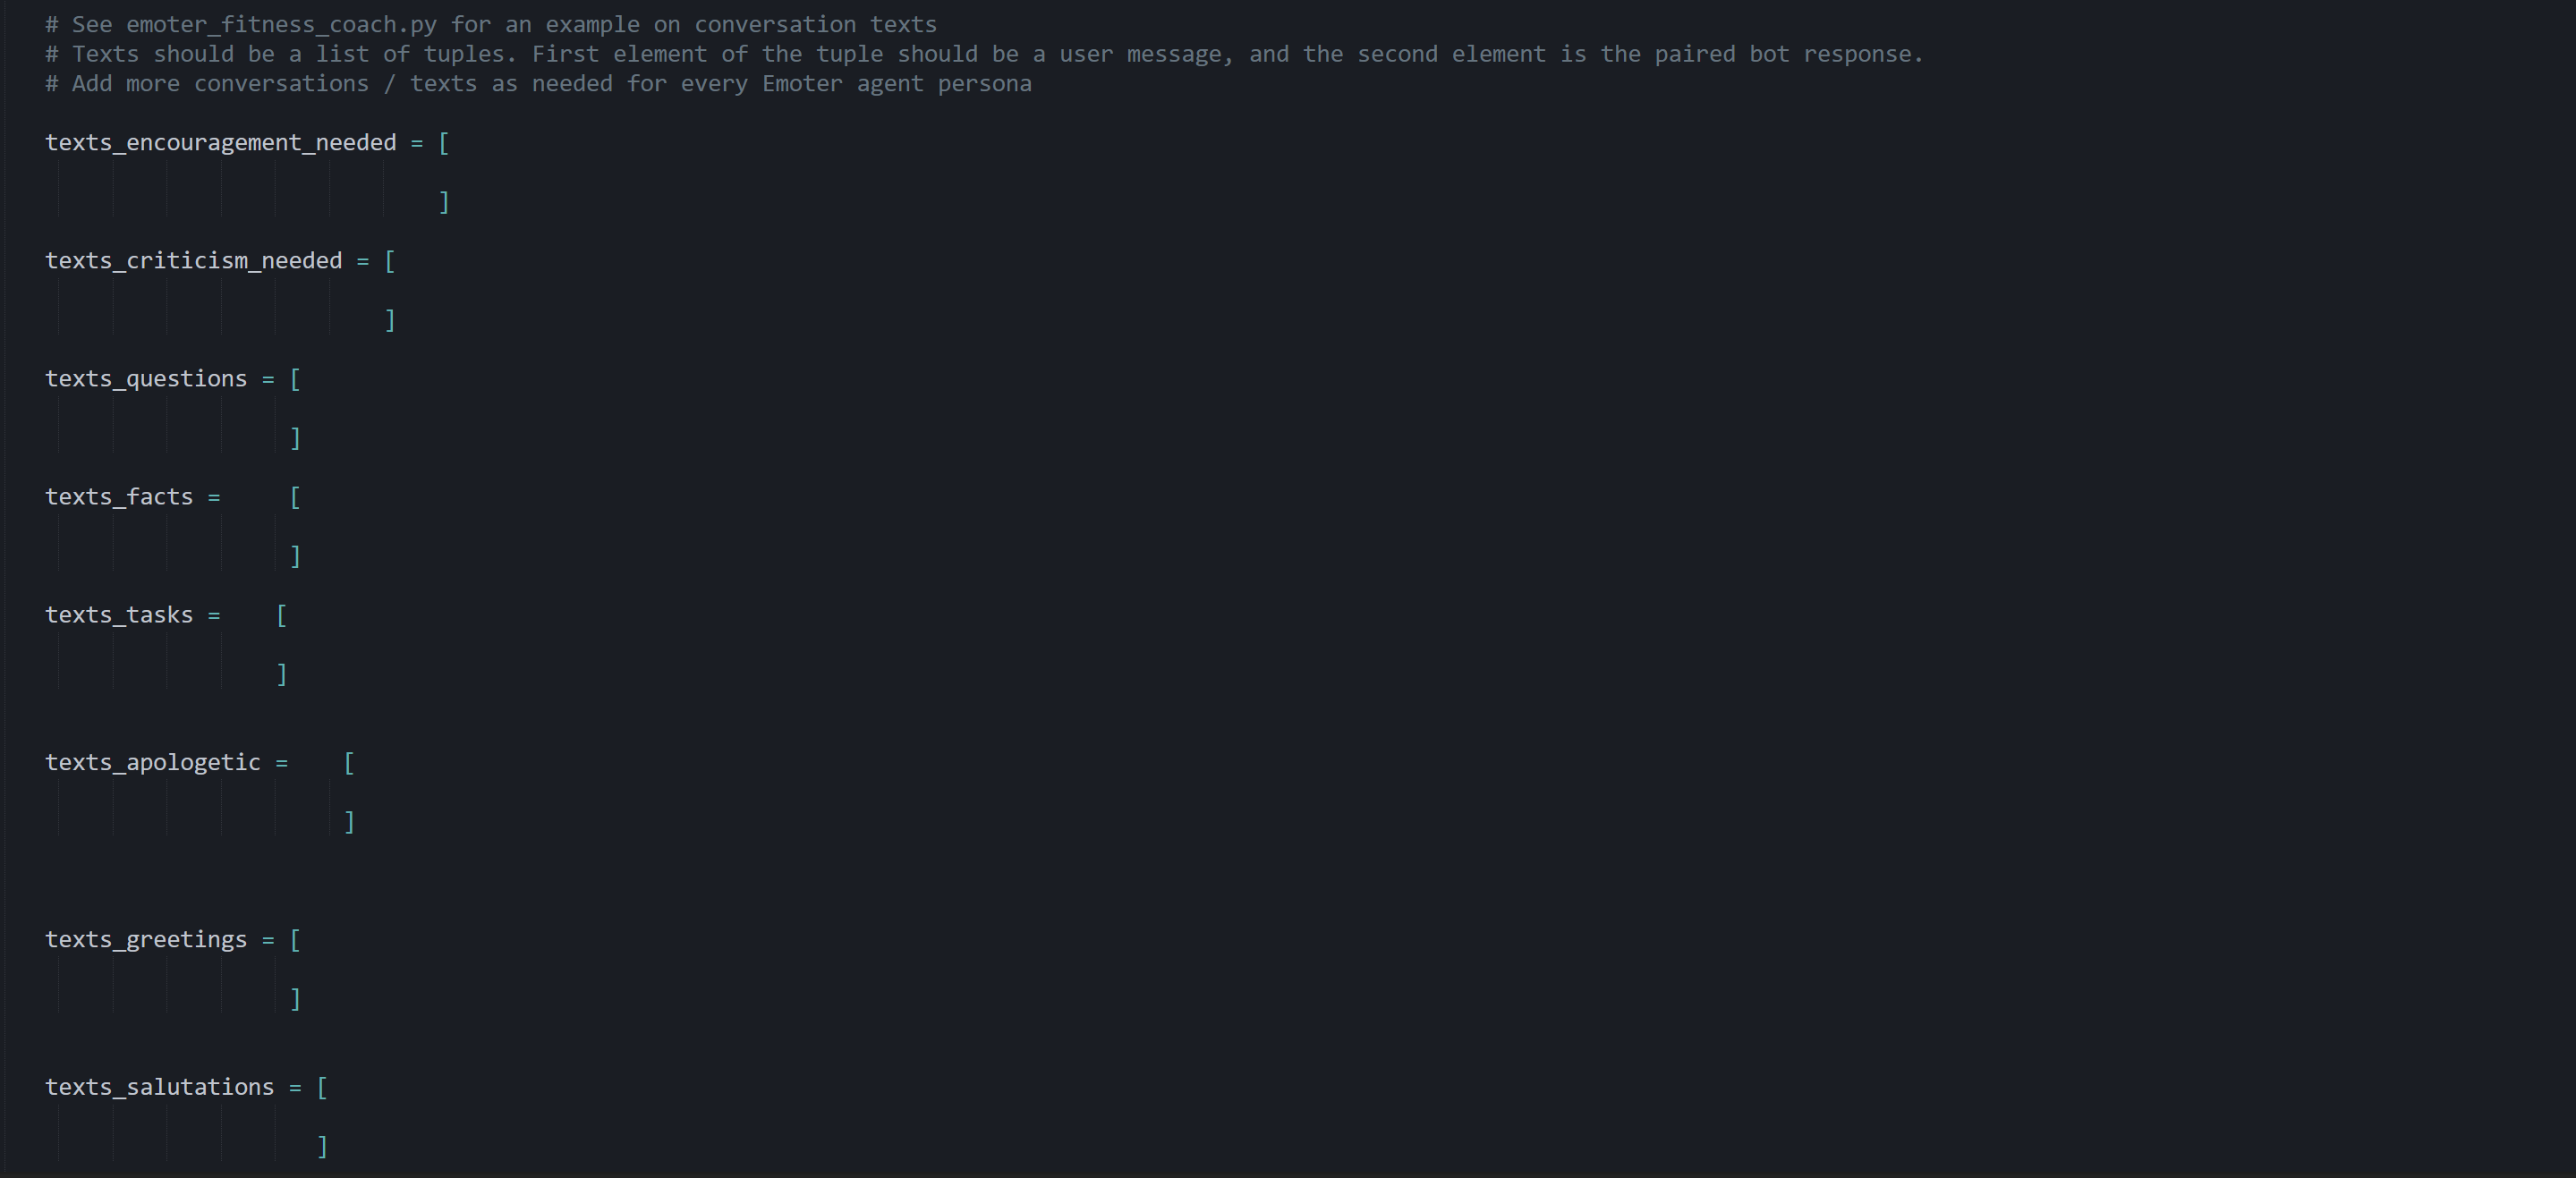 # See emoter_fitness_coach.py for an example on conversation texts
# Texts should be a list of tuples. First element of the tuple should be a user message, and the second element is the paired bot response.
# Add more conversations / texts as needed for every Emoter agent persona
texts_encouragement_needed = [
]
texts_criticism_needed = [
]
texts_questions = [
]
texts_facts =     [
]
texts_tasks =    [
]
texts_apologetic =    [
]
texts_greetings = [
]
texts_salutations = [
]